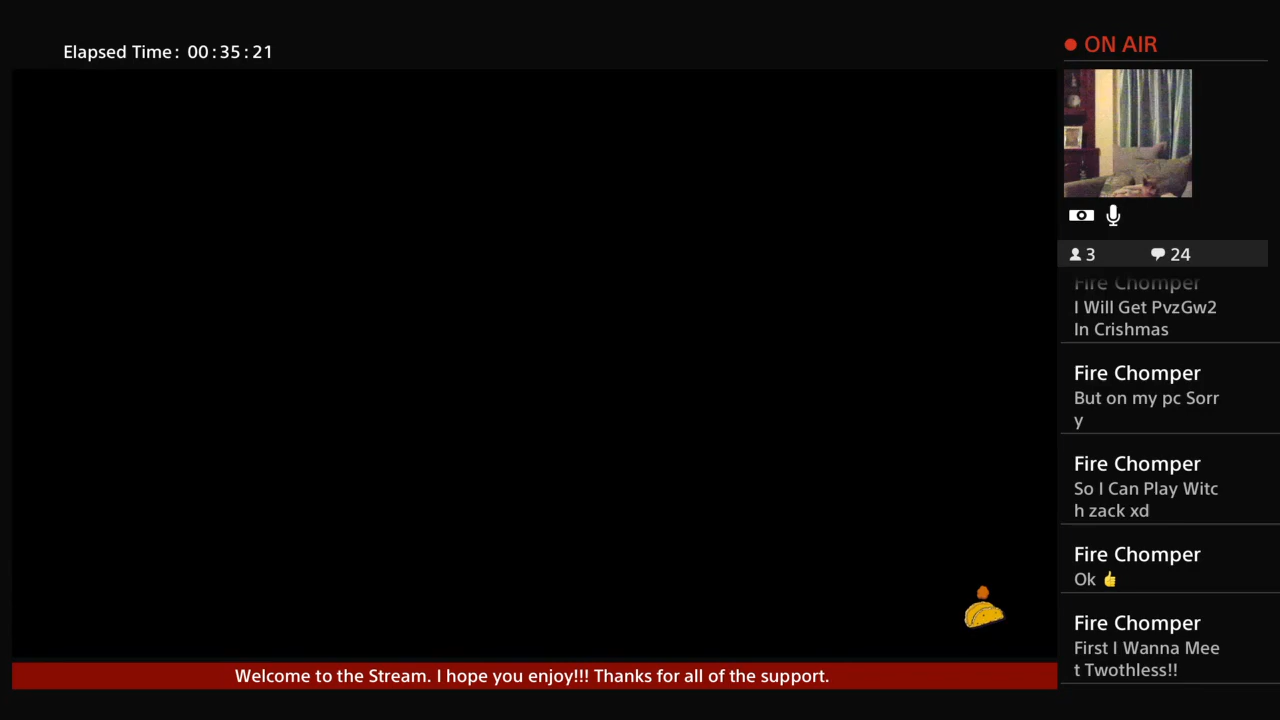 Elapsed Time: 00:35:21
ON AIR
3 24
Fire Chomper
I Will Get PvzGw2
In Crishmas
Fire Chomper
But on my pc Sorr
y
Fire Chomper
So I Can Play Witc
h zack xd
Fire Chomper
Ok 👍
Fire Chomper
First I Wanna Mee
t Twothless!!
Welcome to the Stream. I hope you enjoy!!! Thanks for all of the support.